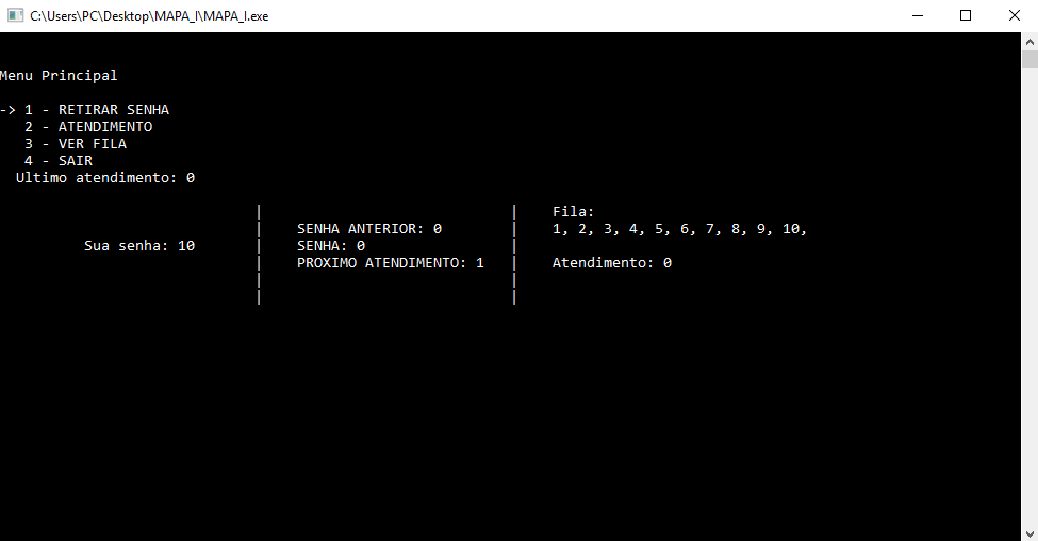 C:\Users\PC\Desktop\MAPA_I\MAPA_I.exe
Menu Principal
-> 1 - RETIRAR SENHA
2 - ATENDIMENTO
3 - VER FILA
4 - SAIR
Ultimo atendimento: 0
Sua senha: 10
SENHA ANTERIOR: 0
SENHA: 0
PROXIMO ATENDIMENTO: 1
Fila:
1, 2, 3, 4, 5, 6, 7, 8, 9, 10,
Atendimento: 0